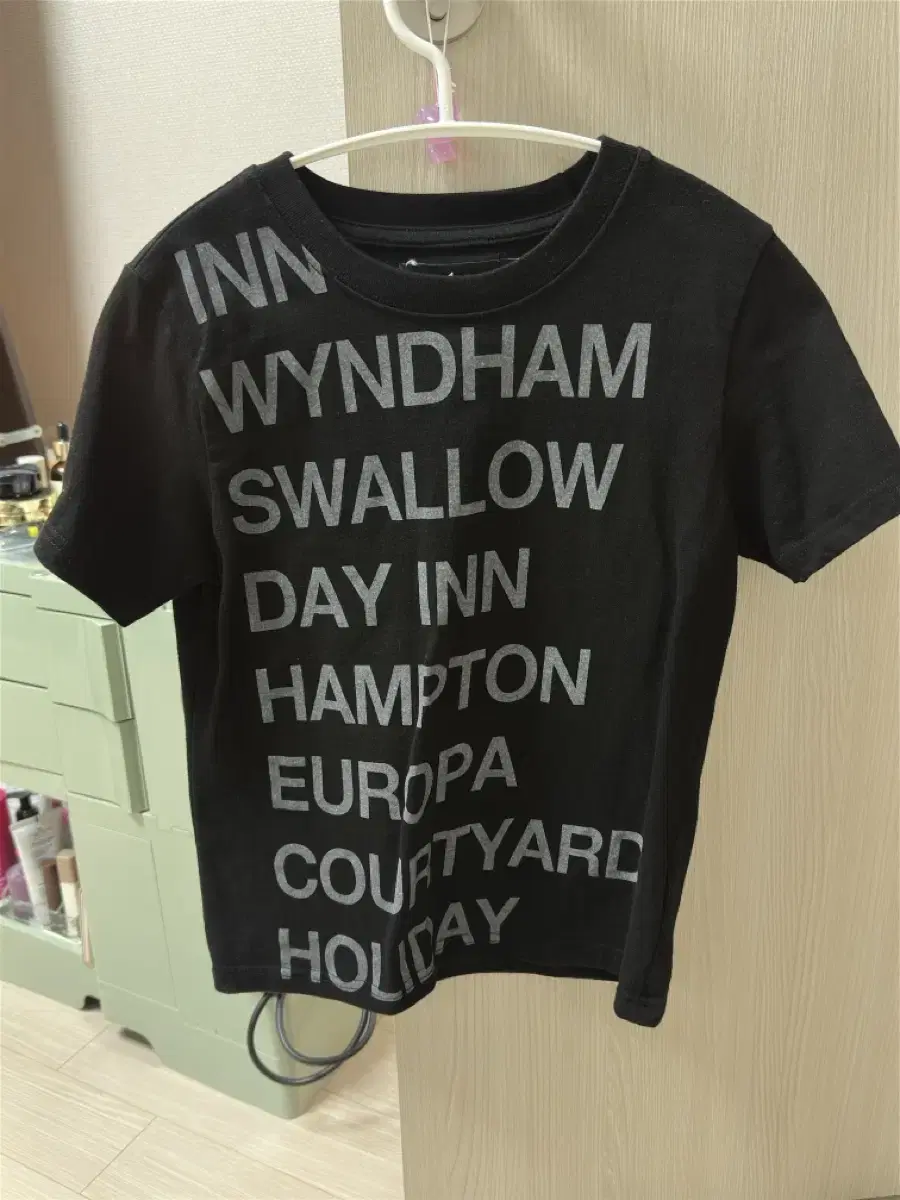 INN
WYNDHAM
SWALLOW
DAY INN
HAMPTON
EUROPA
COURTYARD
HOLIDAY